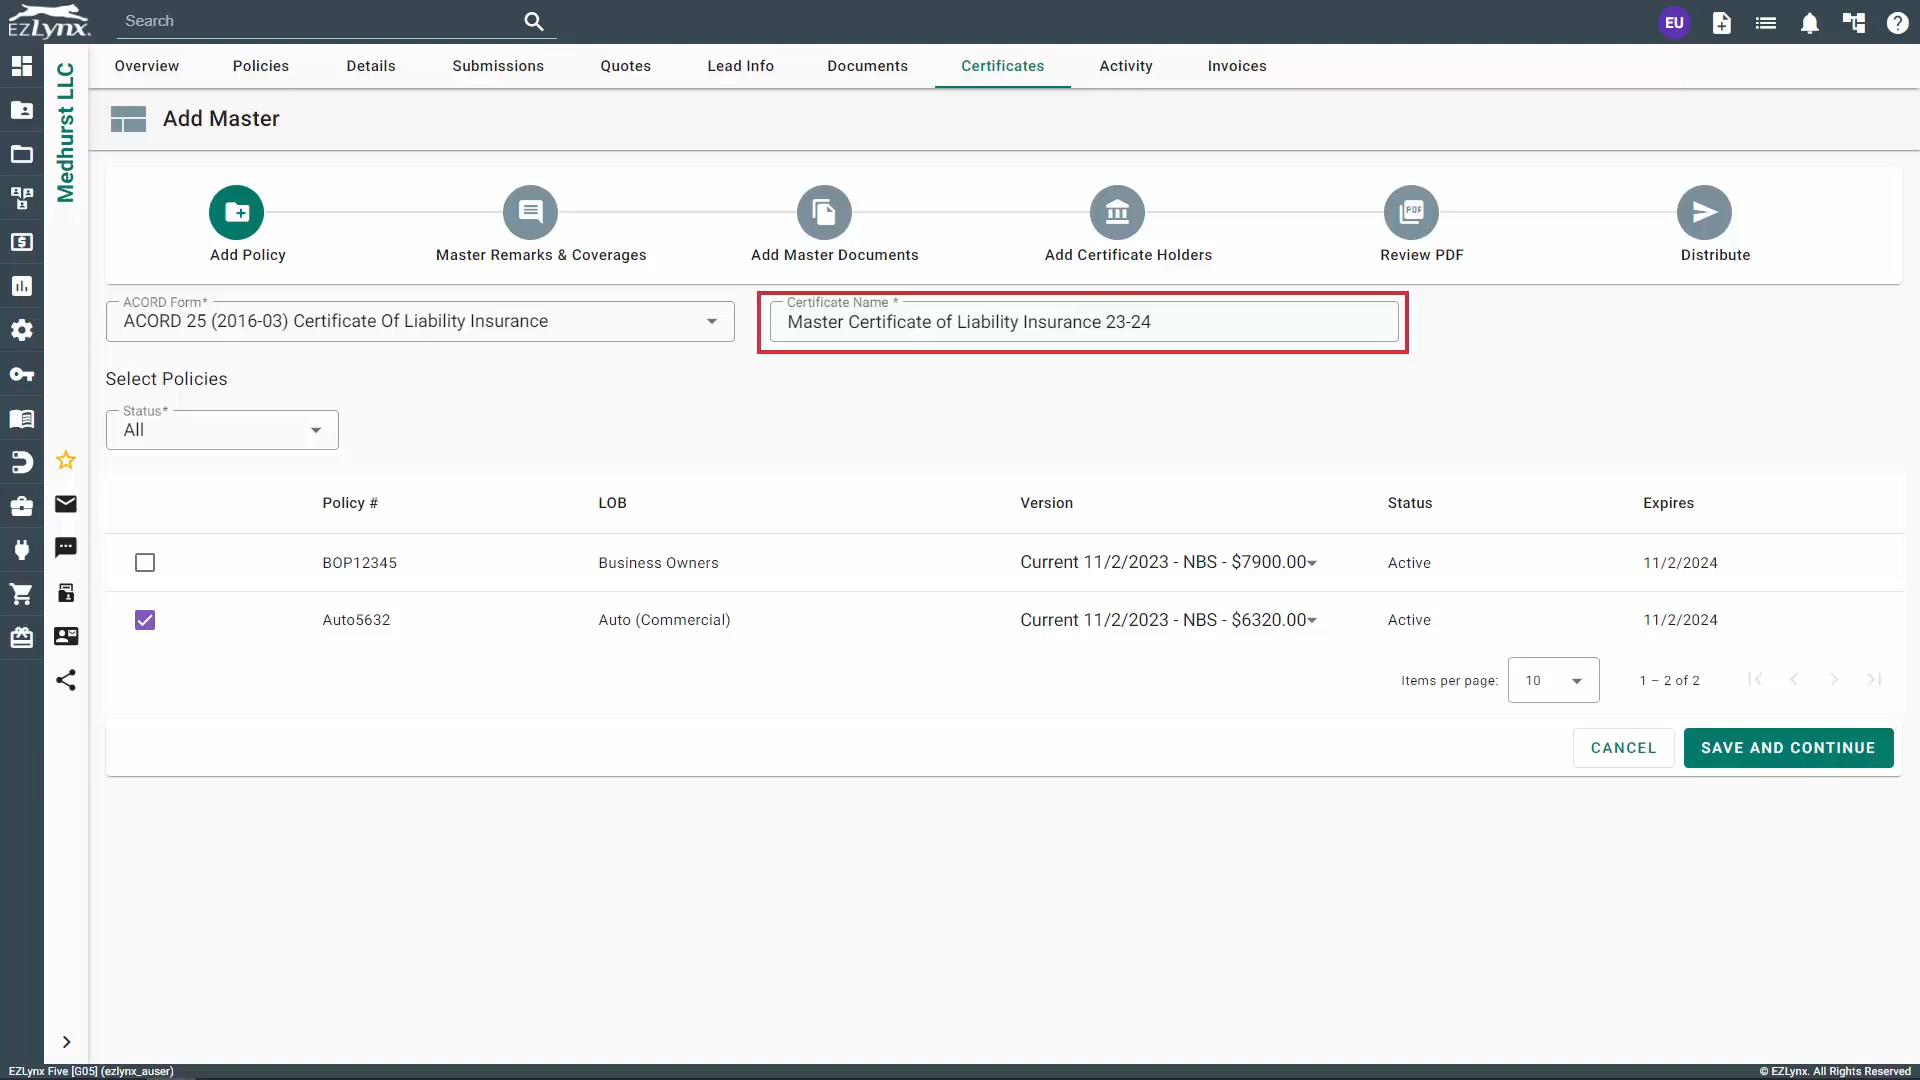 EZLynx
Search
EU
Medhurst LLC
Overview
Policies
Details
Submissions
Quotes
Lead Info
Documents
Certificates
Activity
Invoices
Add Master
Add Policy
Master Remarks & Coverages
Add Master Documents
Add Certificate Holders
PDF
Review PDF
Distribute
ACORD Form*
ACORD 25 (2016-03) Certificate Of Liability Insurance
Certificate Name *
Master Certificate of Liability Insurance 23-24
Select Policies
Status*
All
Policy # LOB Version Status Expires
BOP12345 Business Owners Current 11/2/2023 - NBS - $7900.00 Active 11/2/2024
Auto5632 Auto (Commercial) Current 11/2/2023 - NBS - $6320.00 Active 11/2/2024
Items per page: 10 1 – 2 of 2
CANCEL SAVE AND CONTINUE
EZLynx Five [G05] (ezlynx_auser) © EZLynx. All Rights Reserved